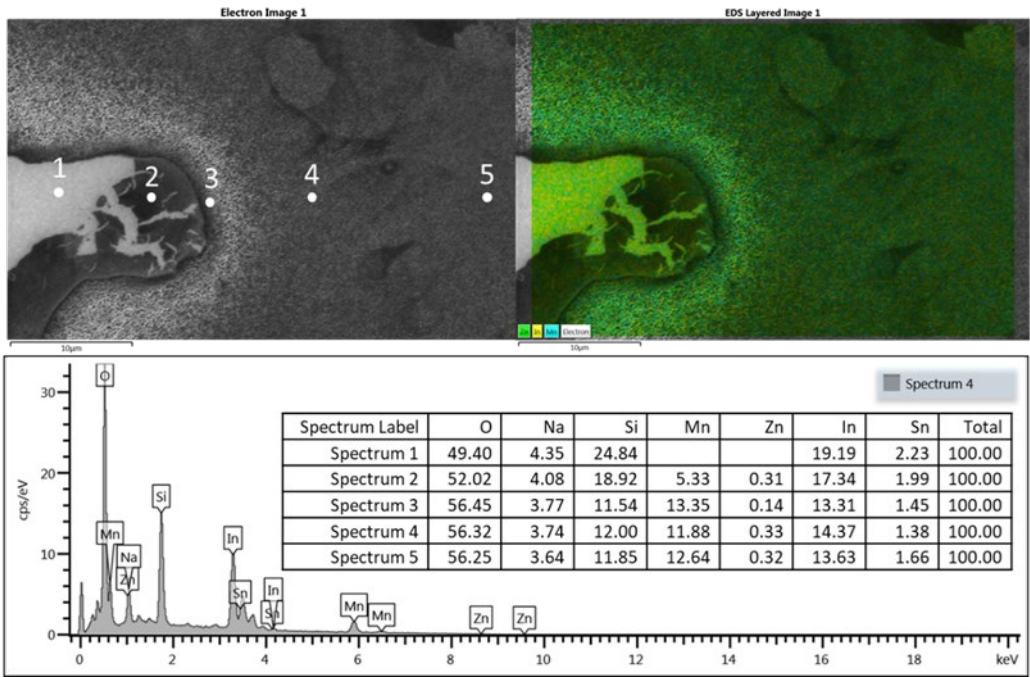 Electron Image 1
EDS Layered Image 1
1
2
3
4
5
10µm
Zn In Mn Electron
10µm
Spectrum 4
cps/eV
30
20
10
0
O
Mn
Na
Zn
Si
In
Sn
In
Sn
Mn
Mn
Zn
Zn
0 2 4 6 8 10 12 14 16 18 keV
Spectrum Label O Na Si Mn Zn In Sn Total
Spectrum 1 49.40 4.35 24.84 19.19 2.23 100.00
Spectrum 2 52.02 4.08 18.92 5.33 0.31 17.34 1.99 100.00
Spectrum 3 56.45 3.77 11.54 13.35 0.14 13.31 1.45 100.00
Spectrum 4 56.32 3.74 12.00 11.88 0.33 14.37 1.38 100.00
Spectrum 5 56.25 3.64 11.85 12.64 0.32 13.63 1.66 100.00